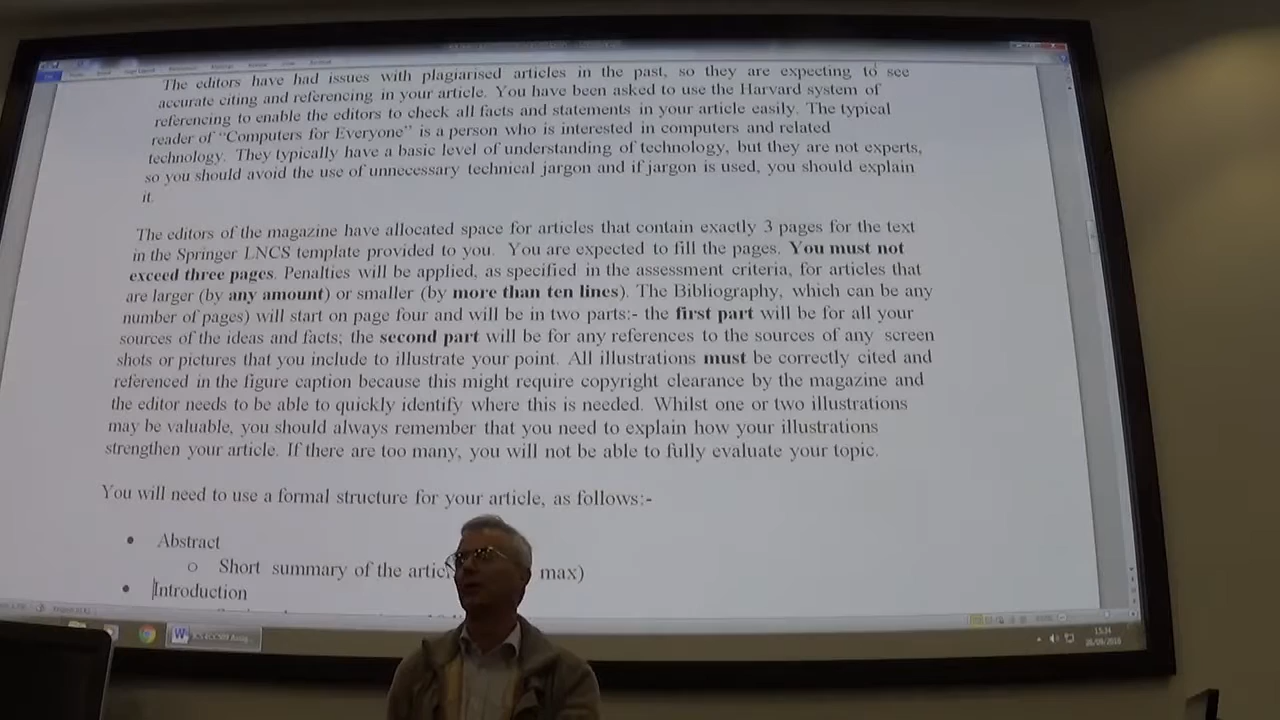 The editors have had issues with plagiarised articles in the past, so they are expecting to see
accurate citing and referencing in your article. You have been asked to use the Harvard system of
referencing to enable the editors to check all facts and statements in your article easily. The typical
reader of "Computers for Everyone" is a person who is interested in computers and related
technology. They typically have a basic level of understanding of technology, but they are not experts,
so you should avoid the use of unnecessary technical jargon and if jargon is used, you should explain
it.
The editors of the magazine have allocated space for articles that contain exactly 3 pages for the text
in the Springer LNCS template provided to you. You are expected to fill the pages. You must not
exceed three pages. Penalties will be applied, as specified in the assessment criteria, for articles that
are larger (by any amount) or smaller (by more than ten lines). The Bibliography, which can be any
number of pages) will start on page four and will be in two parts:- the first part will be for all your
sources of the ideas and facts; the second part will be for any references to the sources of any screen
shots or pictures that you include to illustrate your point. All illustrations must be correctly cited and
referenced in the figure caption because this might require copyright clearance by the magazine and
the editor needs to be able to quickly identify where this is needed. Whilst one or two illustrations
may be valuable, you should always remember that you need to explain how your illustrations
strengthen your article. If there are too many, you will not be able to fully evaluate your topic.
You will need to use a formal structure for your article, as follows:-
• Abstract
o Short summary of the max)
• Introduction
15:34